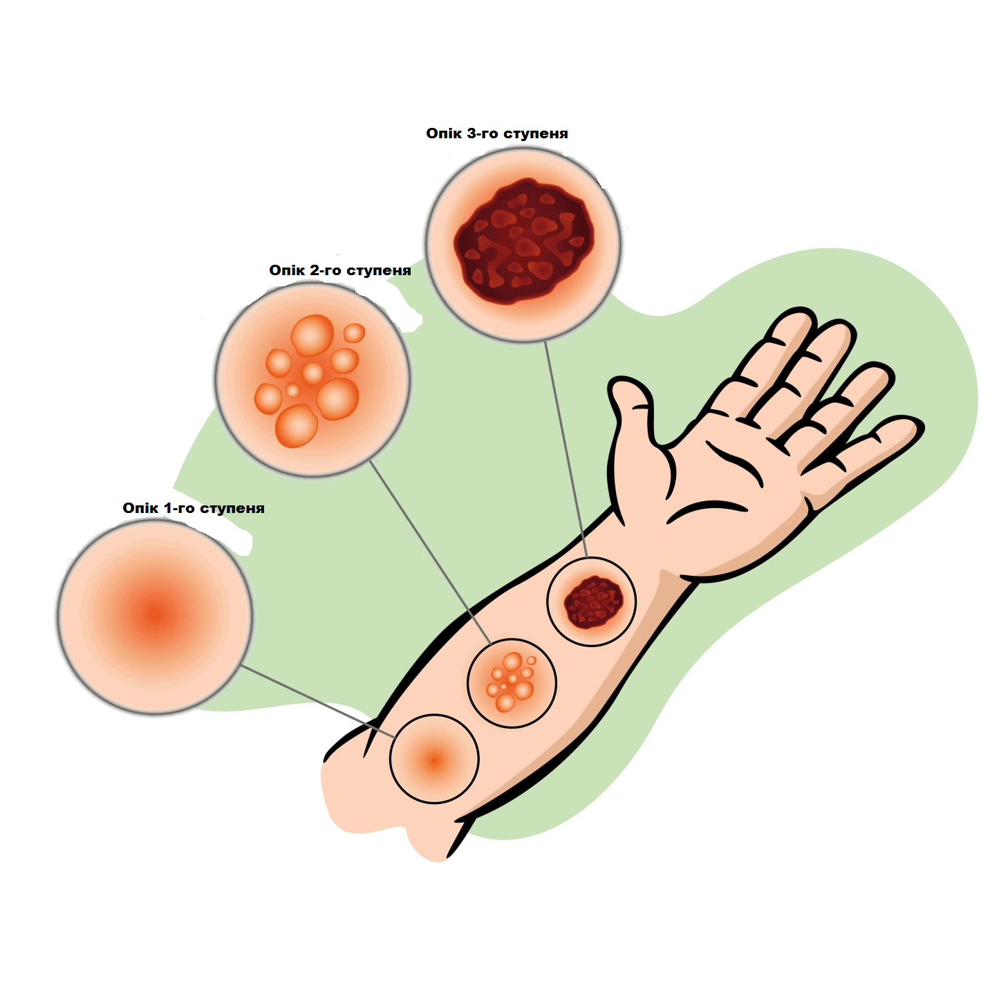 Опік 3-го ступеня
Опік 2-го ступеня
Опік 1-го ступеня